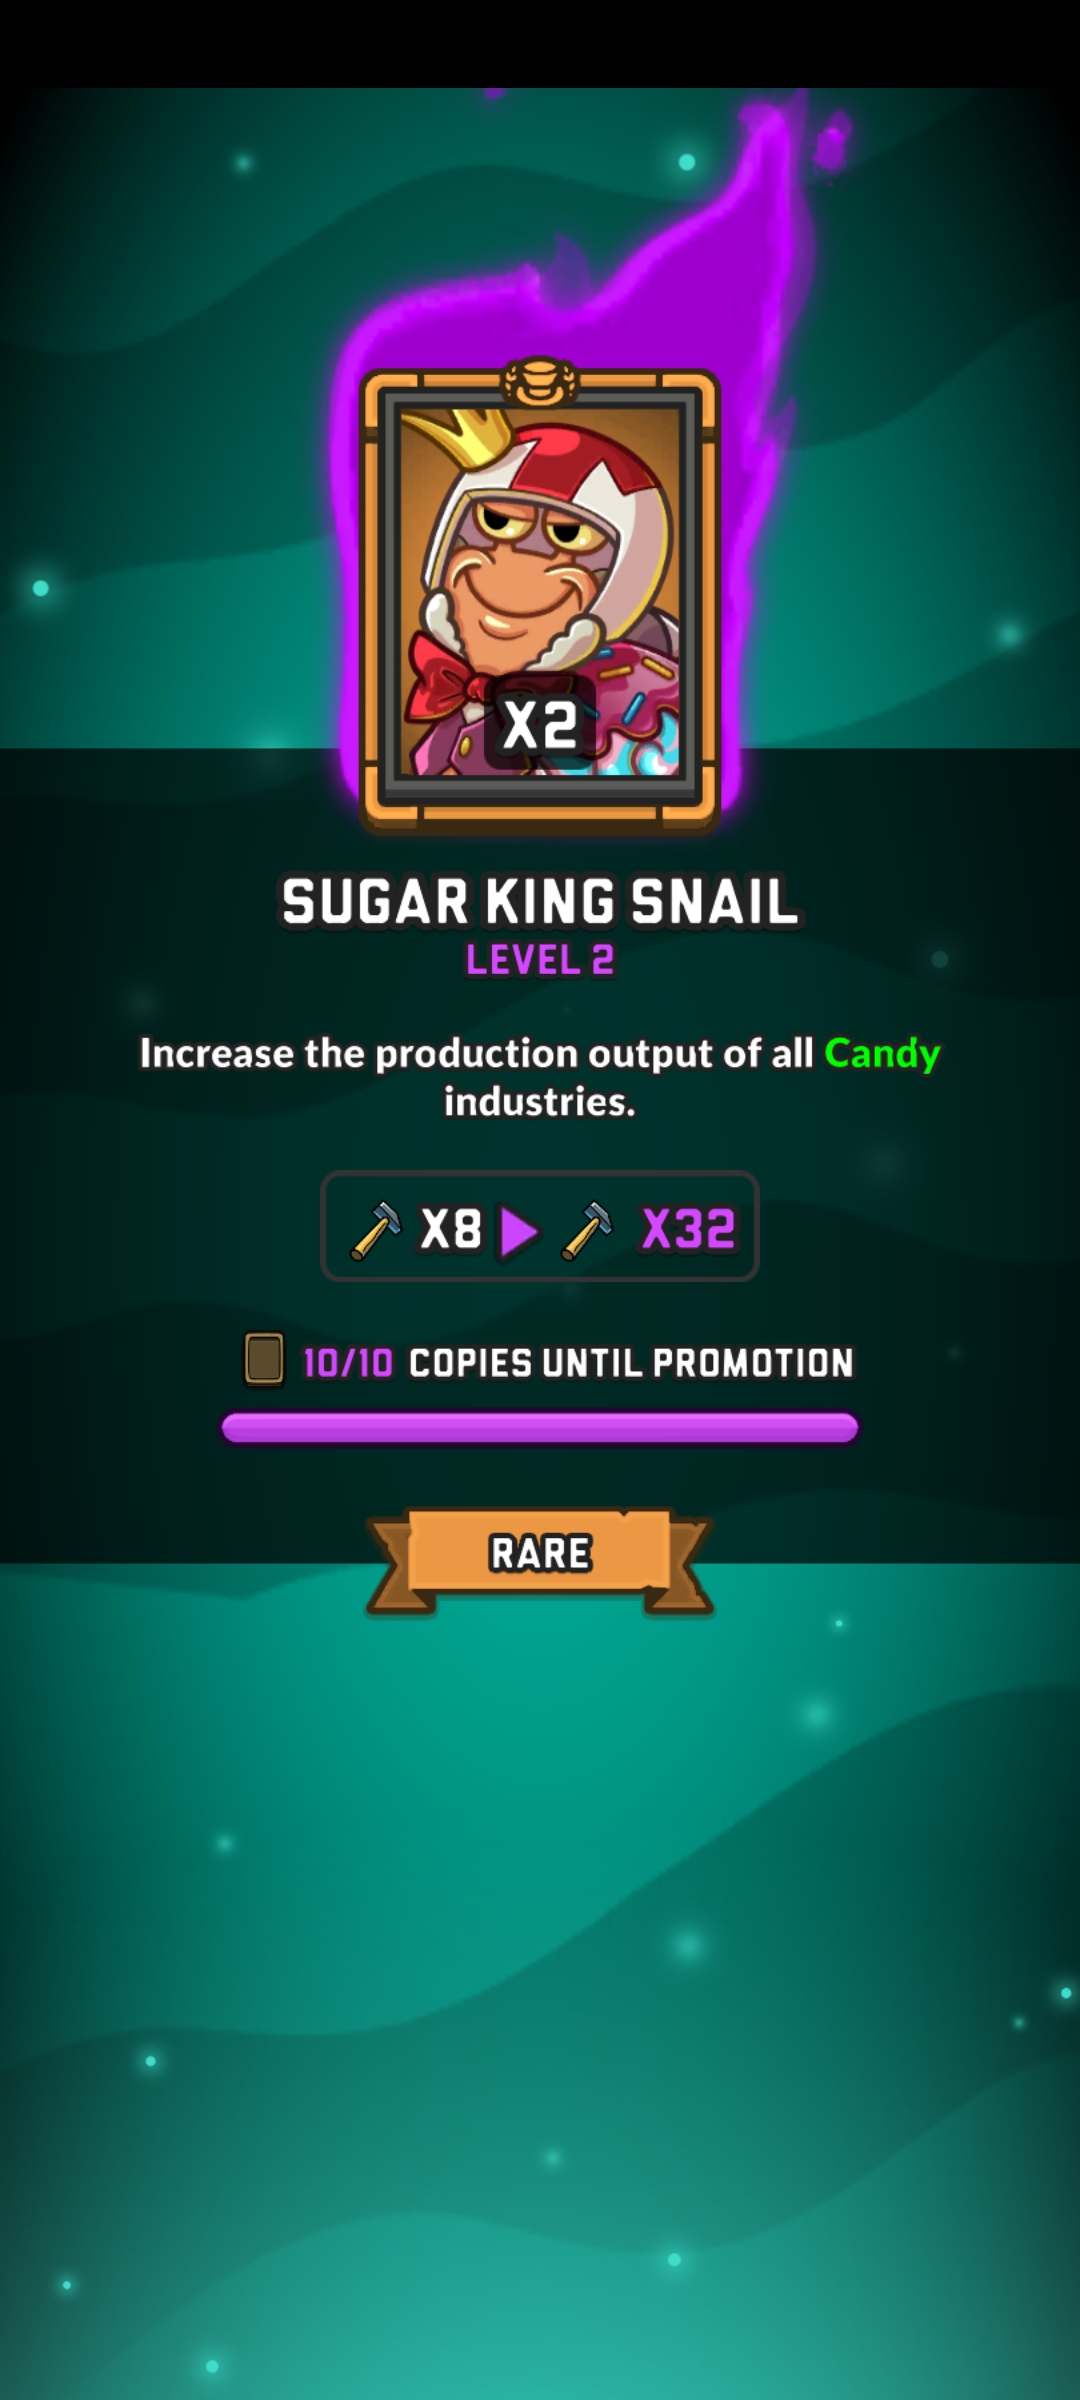 X2
SUGAR KING SNAIL
LEVEL 2
Increase the production output of all Candy
industries.
X8 X32
10/10 COPIES UNTIL PROMOTION
RARE